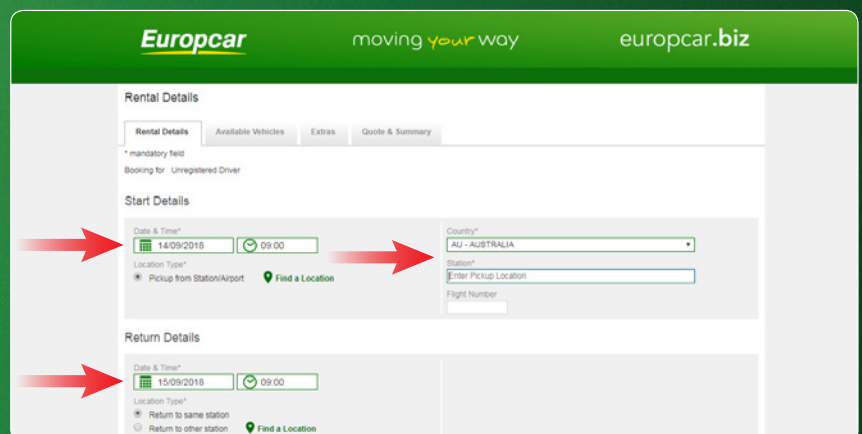 Europcar
moving your way
europcar.biz
Rental Details
Rental Details Available Vehicles Extras Quote & Summary
* mandatory field
Booking for Unregistered Driver
Start Details
Date & Time*
14/09/2018 09:00
Location Type*
Pickup from Station/Airport Find a Location
Country*
AU - AUSTRALIA
Station*
Enter Pickup Location
Flight Number
Return Details
Date & Time*
15/09/2018 09:00
Location Type*
Return to same station
Return to other station Find a Location